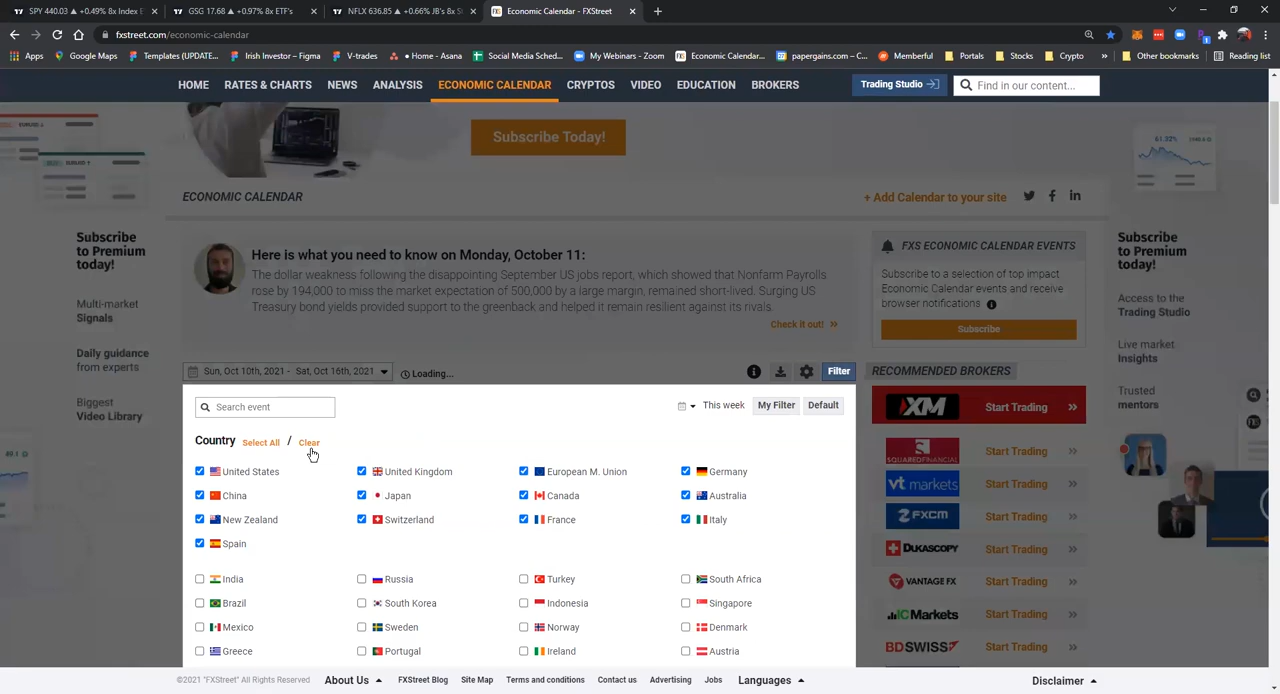 SPY 440.03 ▲ +0.49% 8x Index E
GSG 17.68 ▲ +0.97% 8x ETF's
NFLX 636.85 ▲ +0.66% JB's 8x S
Economic Calendar - FXStreet
fxstreet.com/economic-calendar
Apps
Google Maps
Templates (UPDATE...
Irish Investor – Figma
V-trades
Home - Asana
Social Media Sched...
My Webinars - Zoom
Economic Calendar...
papergains.com – C...
Memberful
Portals
Stocks
Crypto
Other bookmarks
Reading list
HOME RATES & CHARTS NEWS ANALYSIS ECONOMIC CALENDAR CRYPTOS VIDEO EDUCATION BROKERS
Trading Studio
Find in our content...
Subscribe Today!
ECONOMIC CALENDAR
+ Add Calendar to your site
Subscribe
to Premium
today!
Multi-market
Signals
Daily guidance
from experts
Biggest
Video Library
Here is what you need to know on Monday, October 11:
The dollar weakness following the disappointing September US jobs report, which showed that Nonfarm Payrolls
rose by 194,000 to miss the market expectation of 500,000 by a large margin, remained short-lived. Surging US
Treasury bond yields provided support to the greenback and helped it remain resilient against its rivals.
Check it out! »
FXS ECONOMIC CALENDAR EVENTS
Subscribe to a selection of top impact
Economic Calendar events and receive
browser notifications
Subscribe
Subscribe
to Premium
today!
Access to the
Trading Studio
Live market
Insights
Trusted
mentors
Sun, Oct 10th, 2021 - Sat, Oct 16th, 2021
Loading...
Filter
Search event
This week
My Filter
Default
Country Select All / Clear
United States
United Kingdom
European M. Union
Germany
China
Japan
Canada
Australia
New Zealand
Switzerland
France
Italy
Spain
India
Russia
Turkey
South Africa
Brazil
South Korea
Indonesia
Singapore
Mexico
Sweden
Norway
Denmark
Greece
Portugal
Ireland
Austria
RECOMMENDED BROKERS
XM
Start Trading »
SQUAREDFINANCIAL
Start Trading »
vt markets
Start Trading »
FXCM
Start Trading »
DUKASCOPY
Start Trading »
VANTAGE FX
Start Trading »
IC Markets
Start Trading »
BDSWISS
Start Trading »
©2021 "FXStreet" All Rights Reserved
About Us
FXStreet Blog
Site Map
Terms and conditions
Contact us
Advertising
Jobs
Languages
Disclaimer